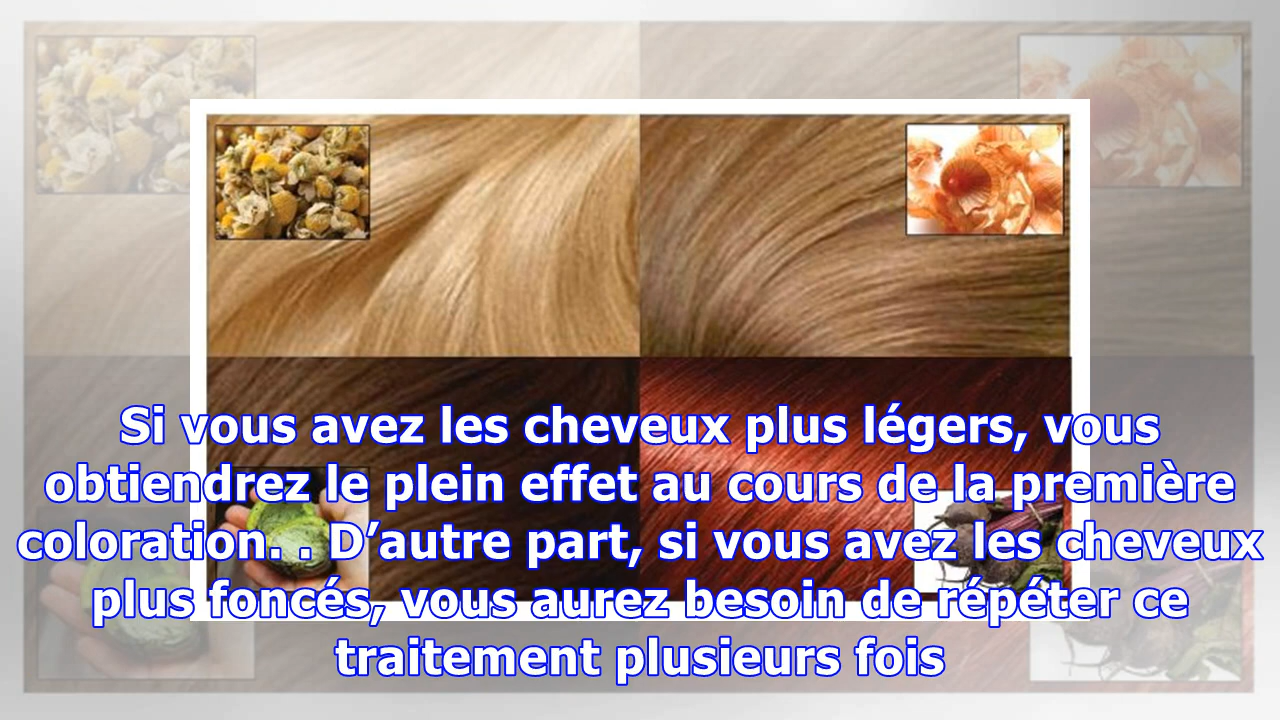 Si vous avez les cheveux plus légers, vous
obtiendrez le plein effet au cours de la première
coloration. . D’autre part, si vous avez les cheveux
plus foncés, vous aurez besoin de répéter ce
traitement plusieurs fois